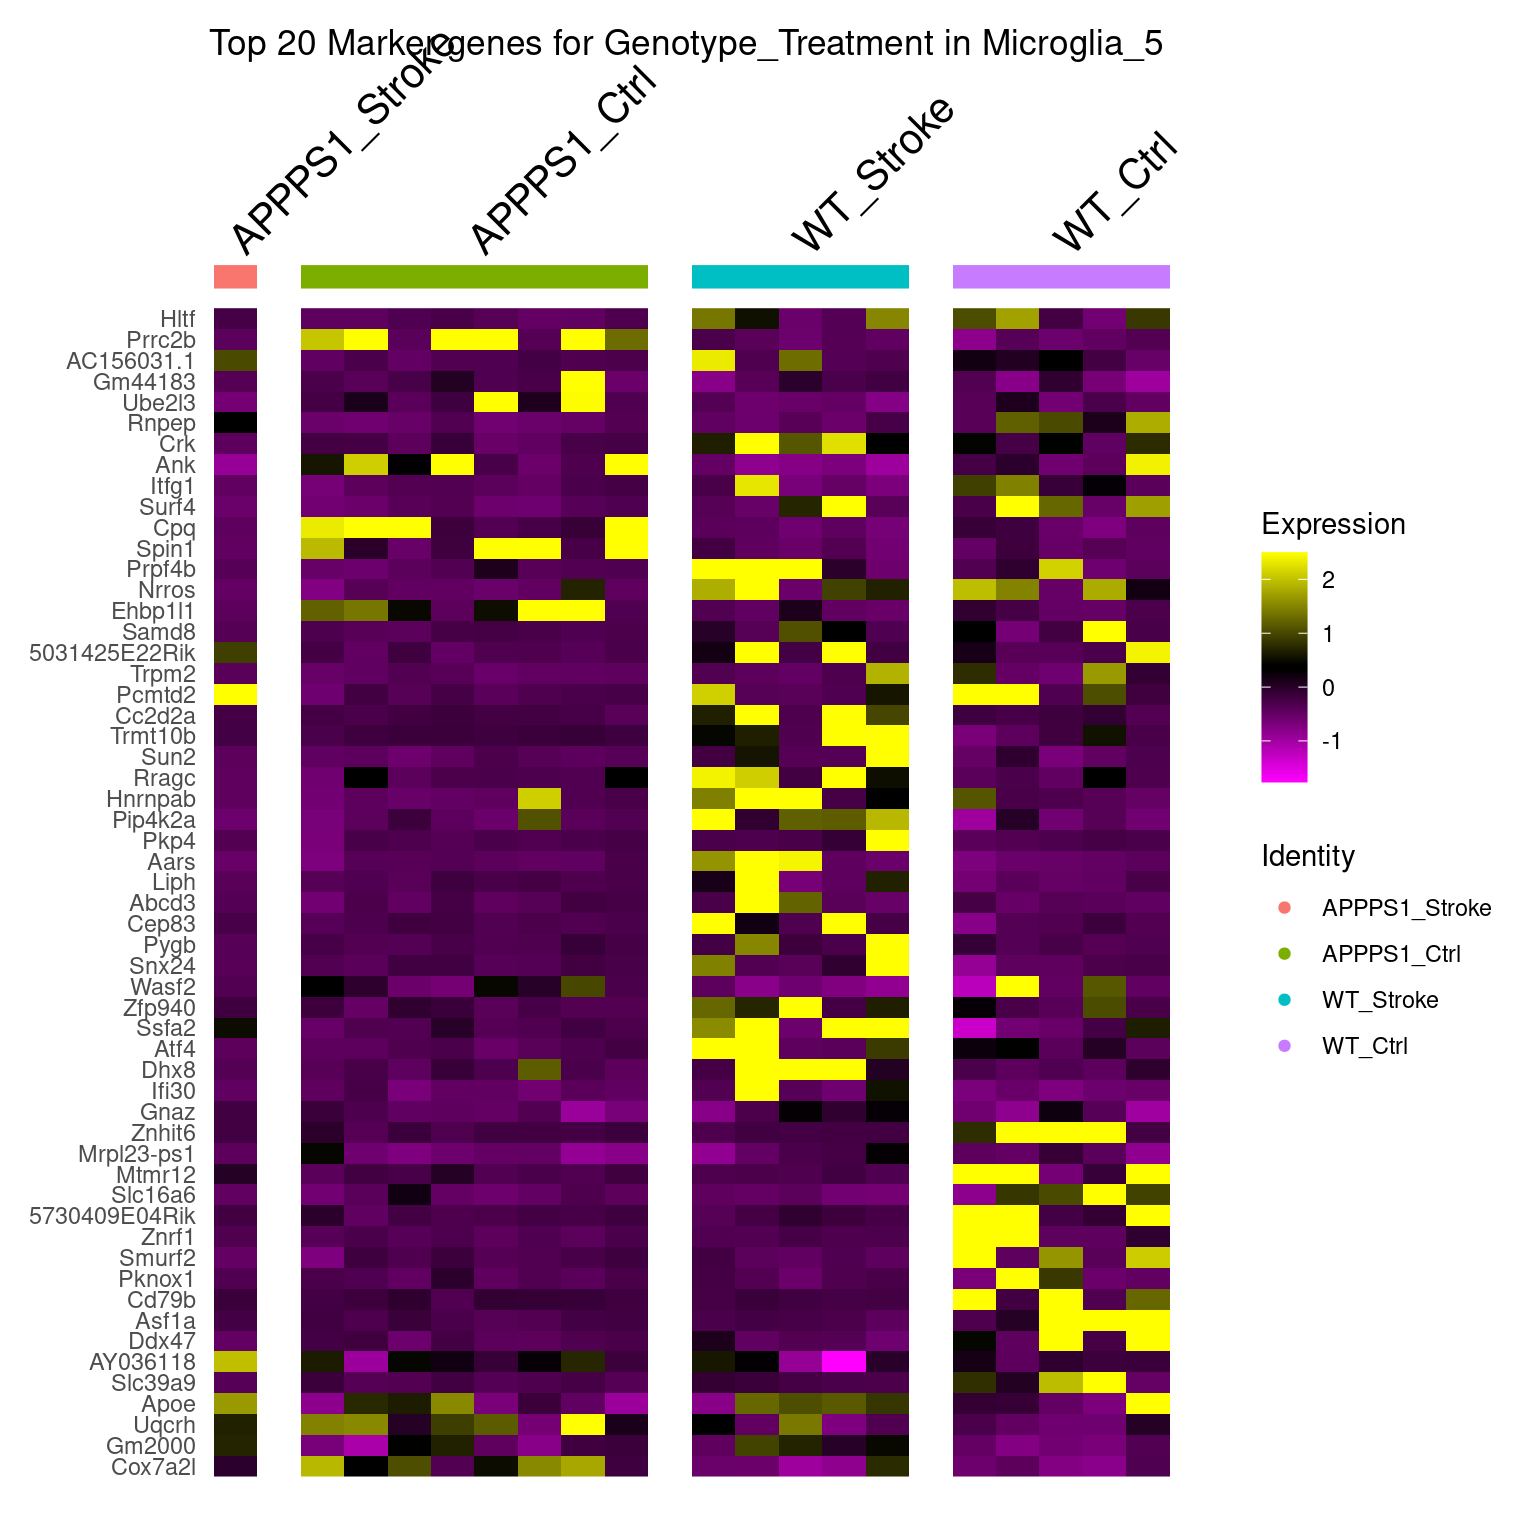 Top 20 Marker genes for Genotype_Treatment in Microglia_5
APPPS1_Stroke
APPPS1_Ctrl
WT_Stroke
WT_Ctrl
Hltf
Prrc2b
AC156031.1
Gm44183
Ube2l3
Rnpep
Crk
Ank
Itfg1
Surf4
Cpq
Spin1
Prpf4b
Nrros
Ehbp1l1
Samd8
5031425E22Rik
Trpm2
Pcmtd2
Cc2d2a
Trmt10b
Sun2
Rragc
Hnrnpab
Pip4k2a
Pkp4
Aars
Liph
Abcd3
Cep83
Pygb
Snx24
Wasf2
Zfp940
Ssfa2
Atf4
Dhx8
Ifi30
Gnaz
Znhit6
Mrpl23-ps1
Mtmr12
Slc16a6
5730409E04Rik
Znrf1
Smurf2
Pknox1
Cd79b
Asf1a
Ddx47
AY036118
Slc39a9
Apoe
Uqcrh
Gm2000
Cox7a2l
Expression
2
1
0
-1
Identity
APPPS1_Stroke
APPPS1_Ctrl
WT_Stroke
WT_Ctrl